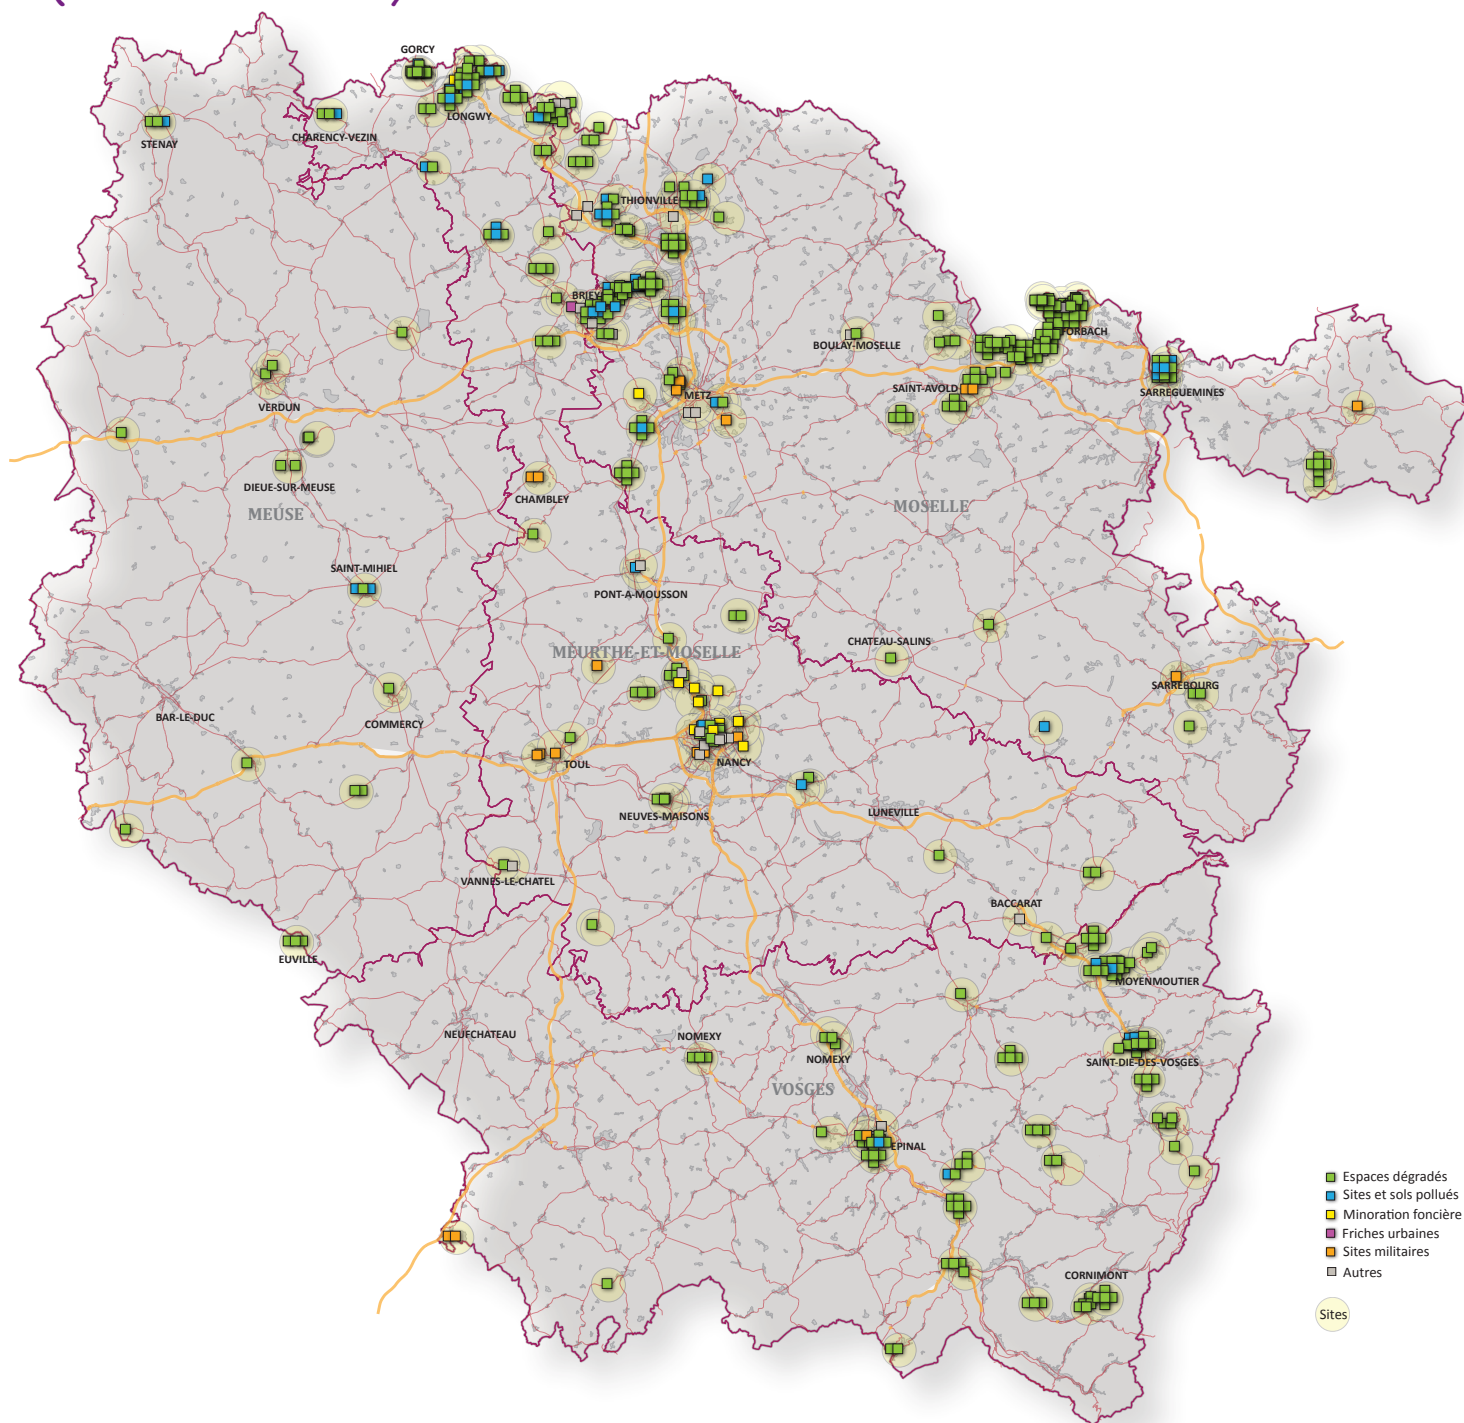 GORCY
LONGWY
CHARENCY-VEZIN
STENAY
THIONVILLE
BRIEY
FORBACH
BOULAY-MOSELLE
SAINT-AVOLD
SARREGUEMINES
METZ
VERDUN
DIEUE-SUR-MEUSE
CHAMBLEY
MEUSE
MOSELLE
SAINT-MIHIEL
PONT-A-MOUSSON
CHATEAU-SALINS
MEURTHE-ET-MOSELLE
SARREBOURG
BAR-LE-DUC
COMMERCY
TOUL
NANCY
NEUVES-MAISONS
LUNEVILLE
VANNES-LE-CHATEL
BACCARAT
EUVILLE
MOYENMOUTIER
NEUFCHATEAU
NOMEXY
NOMEXY
SAINT-DIE-DES-VOSGES
VOSGES
EPINAL
CORNIMONT
Espaces dégradés
Sites et sols pollués
Minoration foncière
Friches urbaines
Sites militaires
Autres
Sites